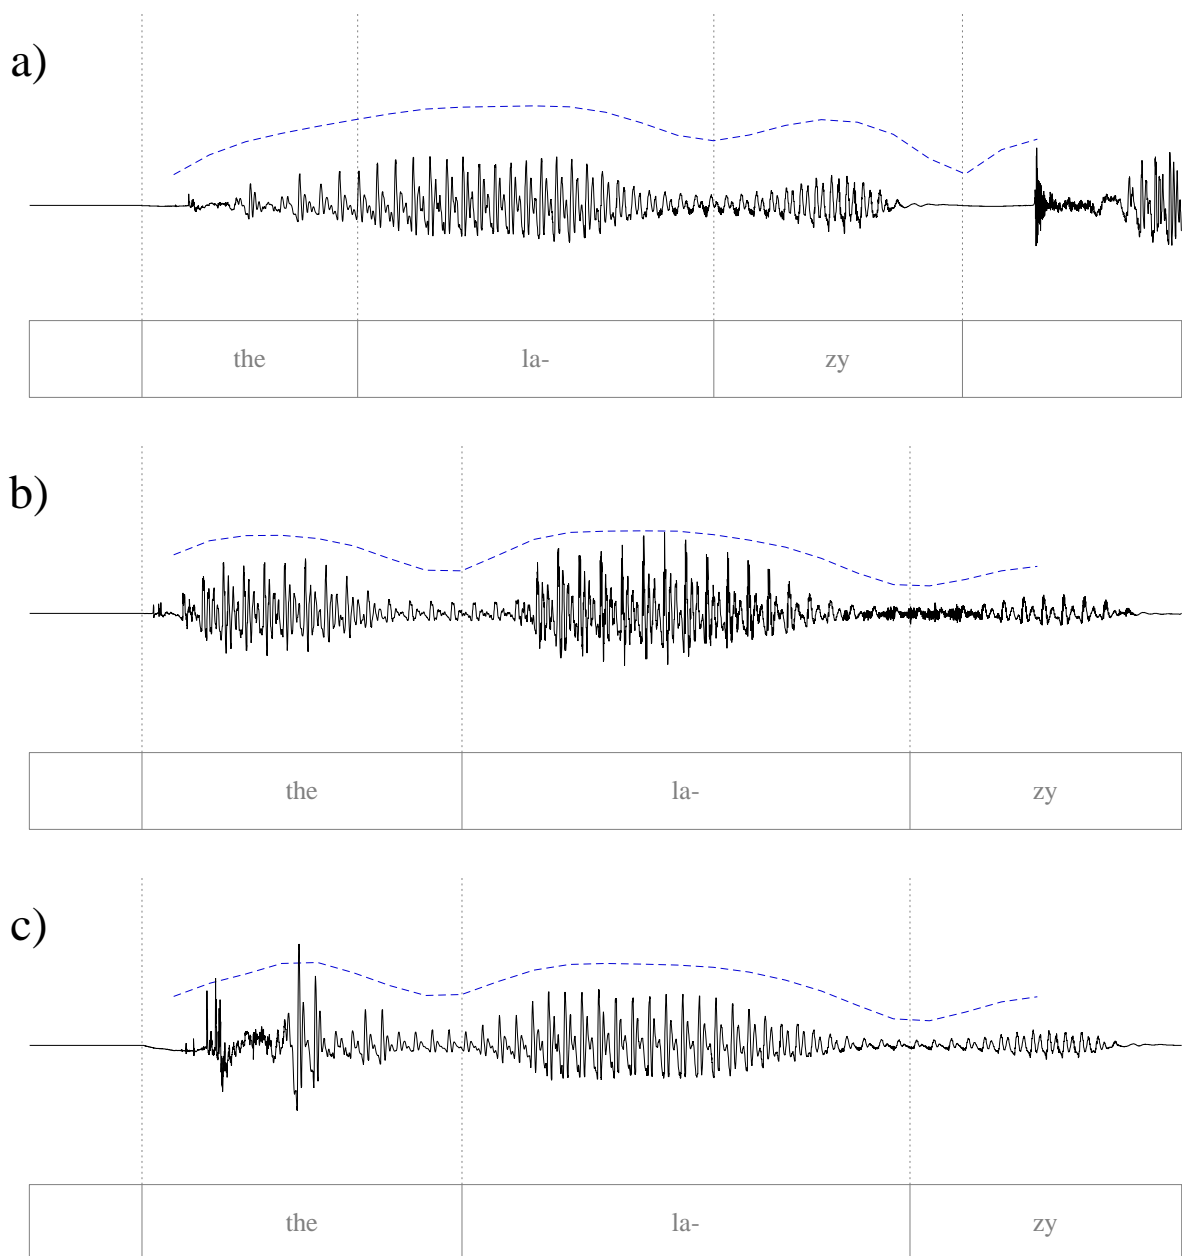 a)
the la- zy
b)
the la- zy
c)
the la- zy